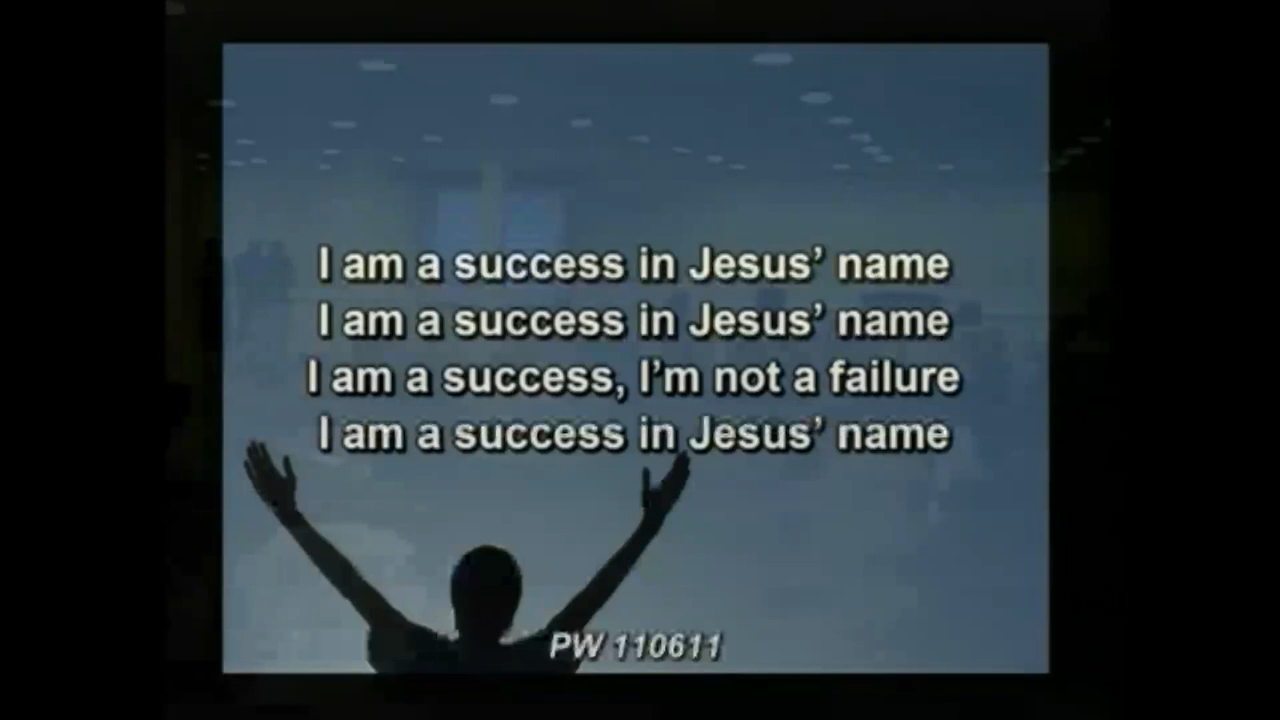 I am a success in Jesus’ name
I am a success in Jesus’ name
I am a success, I’m not a failure
I am a success in Jesus’ name
PW 110611